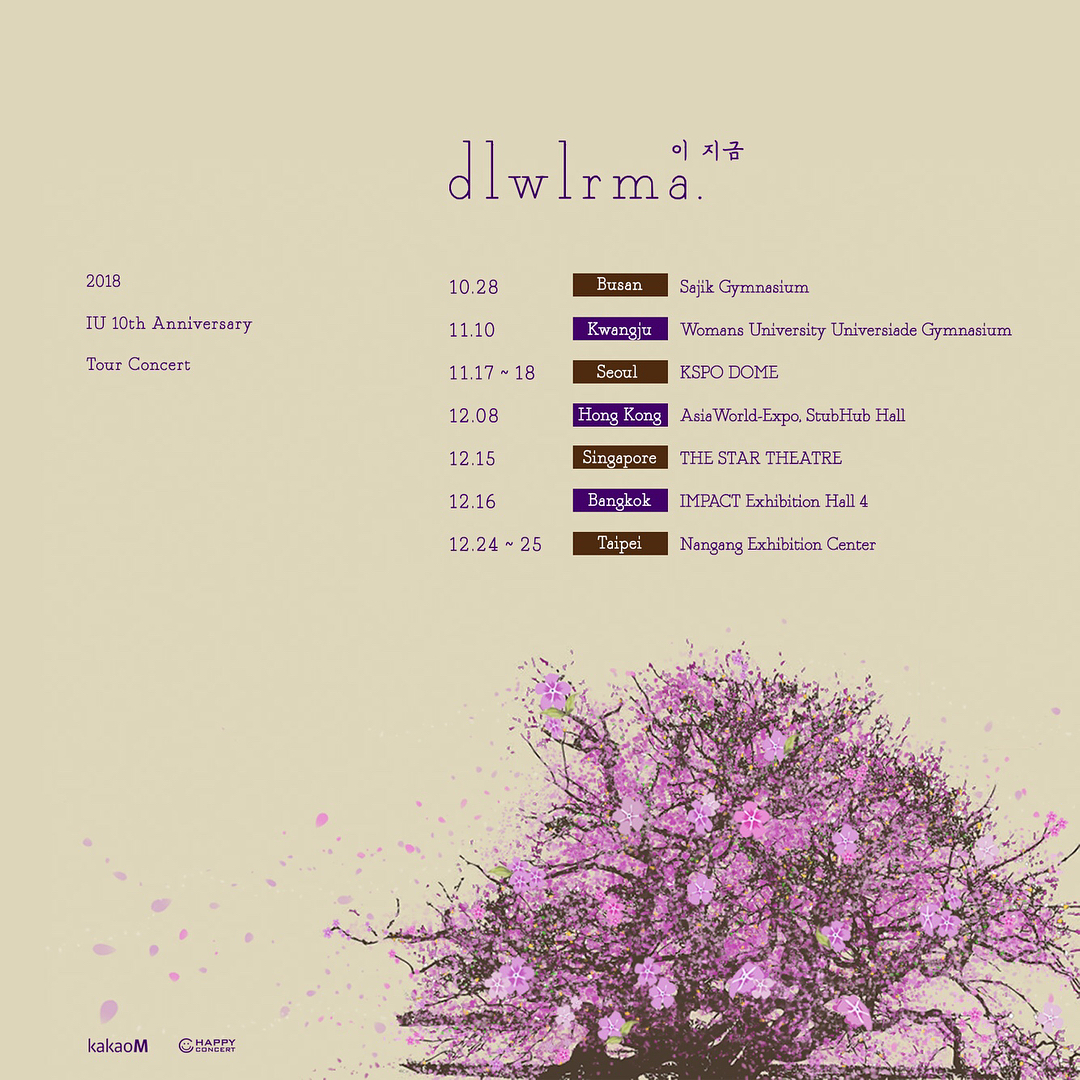 이 지금
dlwlrma.
2018
IU 10th Anniversary
Tour Concert
10.28 Busan Sajik Gymnasium
11.10 Kwangju Womans University Universiade Gymnasium
11.17 ~ 18 Seoul KSPO DOME
12.08 Hong Kong AsiaWorld-Expo, StubHub Hall
12.15 Singapore THE STAR THEATRE
12.16 Bangkok IMPACT Exhibition Hall 4
12.24 ~ 25 Taipei Nangang Exhibition Center
kakaoM
HAPPY
CONCERT